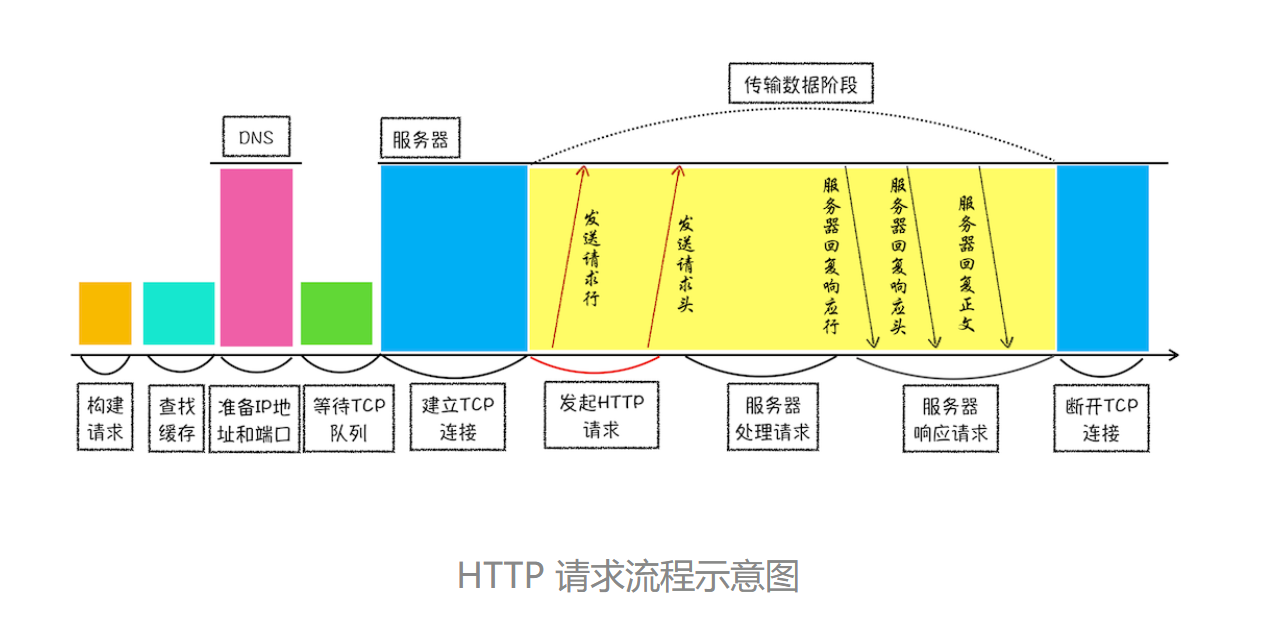 传输数据阶段
DNS
服务器
发送请求行
发送请求头
服务器回复响应行
服务器回复响应头
服务器回复正文
构建
请求
查找
缓存
准备IP地
址和端口
等待TCP
队列
建立TCP
连接
发起HTTP
请求
服务器
处理请求
服务器
响应请求
断开TCP
连接
HTTP 请求流程示意图